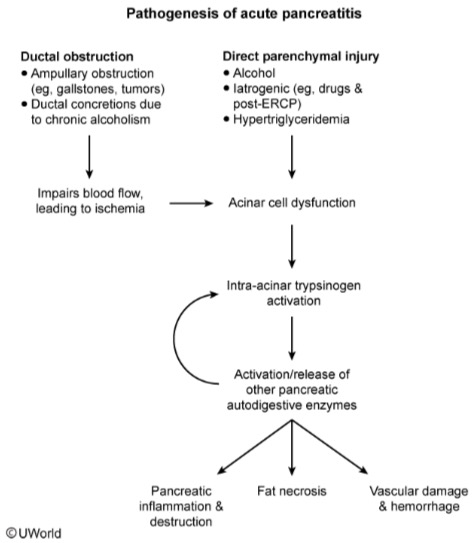 Pathogenesis of acute pancreatitis
Ductal obstruction
• Ampullary obstruction
(eg, gallstones, tumors)
• Ductal concretions due
to chronic alcoholism
Direct parenchymal injury
• Alcohol
• Iatrogenic (eg, drugs &
post-ERCP)
• Hypertriglyceridemia
Impairs blood flow,
leading to ischemia
Acinar cell dysfunction
Intra-acinar trypsinogen
activation
Activation/release of
other pancreatic
autodigestive enzymes
Pancreatic
inflammation &
destruction
Fat necrosis
Vascular damage
& hemorrhage
©UWorld